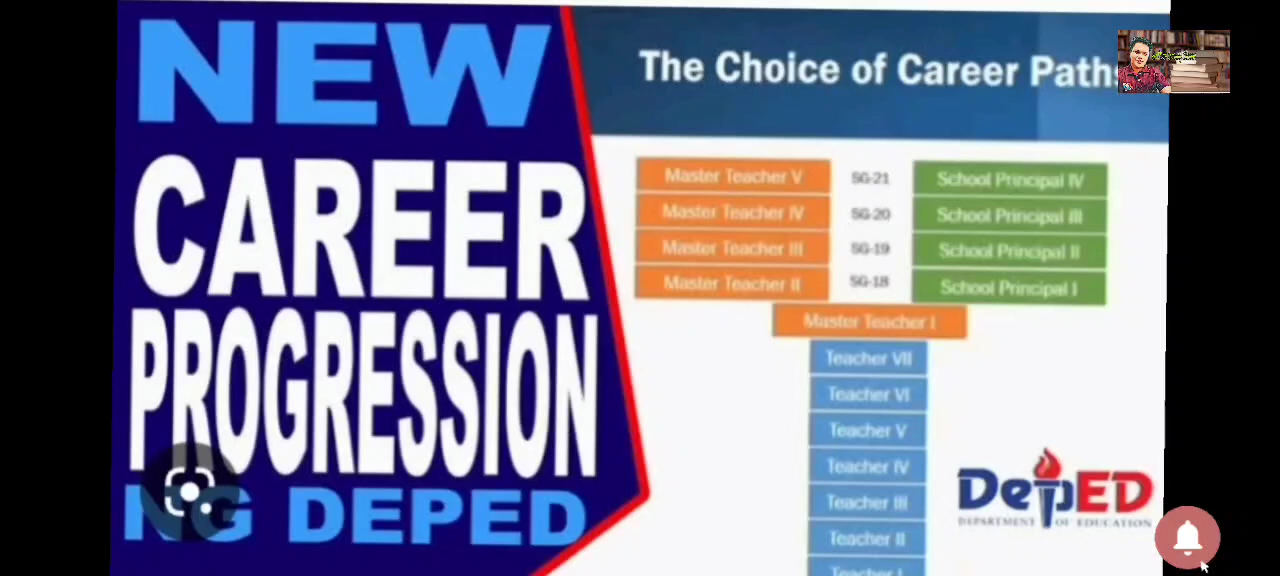 NEW
CAREER
PROGRESSION
NG DEPED
The Choice of Career Paths
Master Teacher V SG-21 School Principal IV
Master Teacher IV SG-20 School Principal III
Master Teacher III SG-19 School Principal II
Master Teacher II SG-18 School Principal I
Master Teacher I
Teacher VII
Teacher VI
Teacher V
Teacher IV
Teacher III
Teacher II
Teacher I
DepED
DEPARTMENT OF EDUCATION